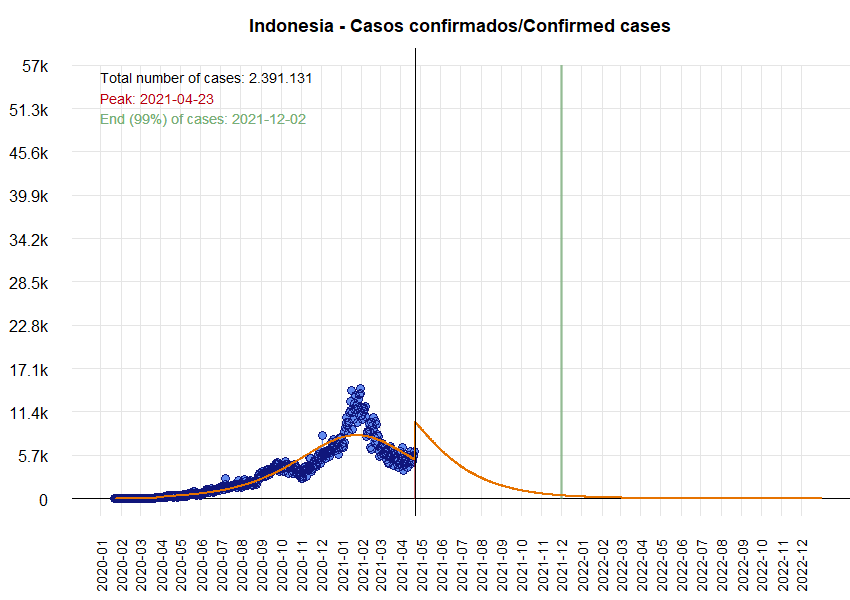 Indonesia - Casos confirmados/Confirmed cases
57k
Total number of cases: 2.391.131
Peak: 2021-04-23
End (99%) of cases: 2021-12-02
51.3k
45.6k
39.9k
34.2k
28.5k
22.8k
17.1k
11.4k
5.7k
0
2020-01
2020-02
2020-03
2020-04
2020-05
2020-06
2020-07
2020-08
2020-09
2020-10
2020-11
2020-12
2021-01
2021-02
2021-03
2021-04
2021-05
2021-06
2021-07
2021-08
2021-09
2021-10
2021-11
2021-12
2022-01
2022-02
2022-03
2022-04
2022-05
2022-06
2022-07
2022-08
2022-09
2022-10
2022-11
2022-12